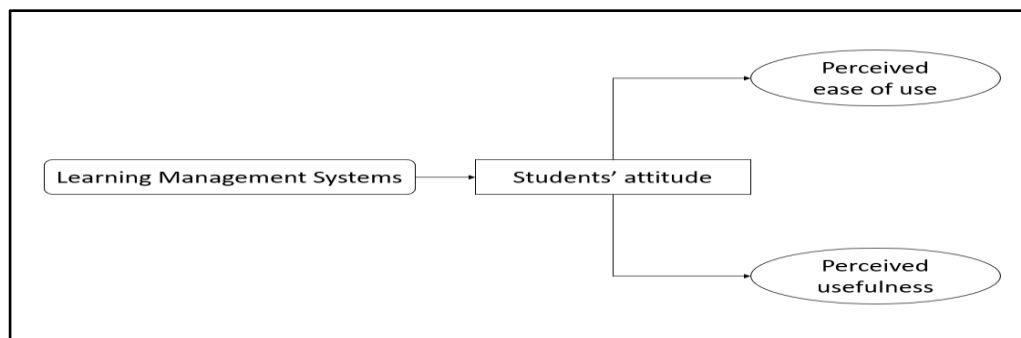 Perceived
ease of use
Learning Management Systems
Students’ attitude
Perceived
usefulness